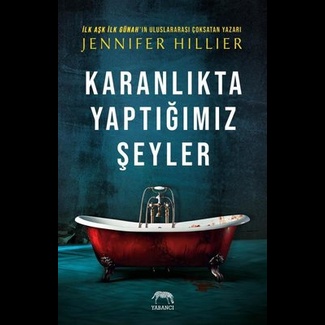 İLK AŞK İLK GÜNAH'IN ULUSLARARASI ÇOKSATAN YAZARI
JENNIFER HILLIER
KARANLIKTA
YAPTIĞIMIZ
ŞEYLER
YABANCI